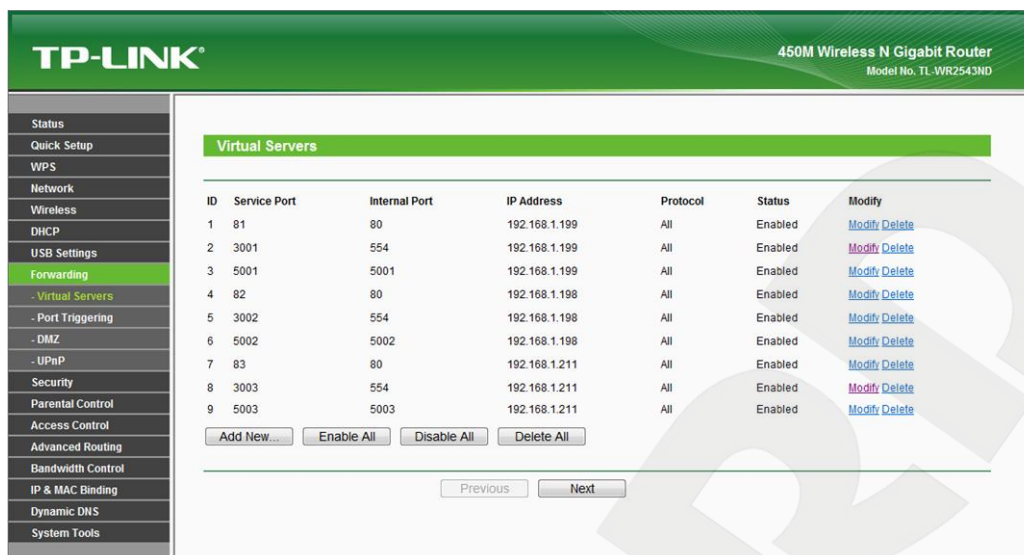 TP-LINK®
450M Wireless N Gigabit Router
Model No. TL-WR2543ND
Status
Quick Setup
WPS
Network
Wireless
DHCP
USB Settings
Forwarding
- Virtual Servers
- Port Triggering
- DMZ
- UPnP
Security
Parental Control
Access Control
Advanced Routing
Bandwidth Control
IP & MAC Binding
Dynamic DNS
System Tools
Virtual Servers
ID Service Port Internal Port IP Address Protocol Status Modify
1 81 80 192.168.1.199 All Enabled Modify Delete
2 3001 554 192.168.1.199 All Enabled Modify Delete
3 5001 5001 192.168.1.199 All Enabled Modify Delete
4 82 80 192.168.1.198 All Enabled Modify Delete
5 3002 554 192.168.1.198 All Enabled Modify Delete
6 5002 5002 192.168.1.198 All Enabled Modify Delete
7 83 80 192.168.1.211 All Enabled Modify Delete
8 3003 554 192.168.1.211 All Enabled Modify Delete
9 5003 5003 192.168.1.211 All Enabled Modify Delete
Add New... Enable All Disable All Delete All
Previous Next